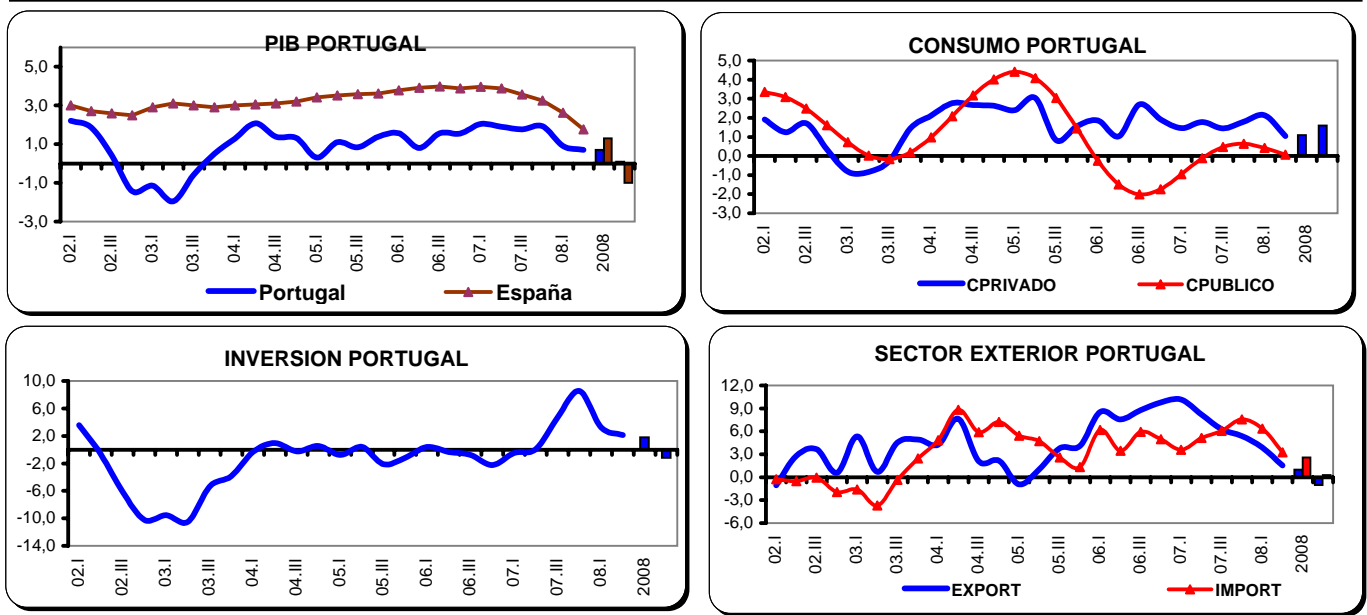 PIB PORTUGAL
5,0
3,0
1,0
-1,0
-3,0
02.I
02.III
03.I
03.III
04.I
04.III
05.I
05.III
06.I
06.III
07.I
07.III
08.I
2008
Portugal España
CONSUMO PORTUGAL
5,0
4,0
3,0
2,0
1,0
0,0
-1,0
-2,0
-3,0
02.I
02.III
03.I
03.III
04.I
04.III
05.I
05.III
06.I
06.III
07.I
07.III
08.I
2008
CPRIVADO CPUBLICO
INVERSION PORTUGAL
10,0
6,0
2,0
-2,0
-6,0
-10,0
-14,0
02.I
02.III
03.I
03.III
04.I
04.III
05.I
05.III
06.I
06.III
07.I
07.III
08.I
2008
SECTOR EXTERIOR PORTUGAL
12,0
9,0
6,0
3,0
0,0
-3,0
-6,0
02.I
02.III
03.I
03.III
04.I
04.III
05.I
05.III
06.I
06.III
07.I
07.III
08.I
2008
EXPORT IMPORT